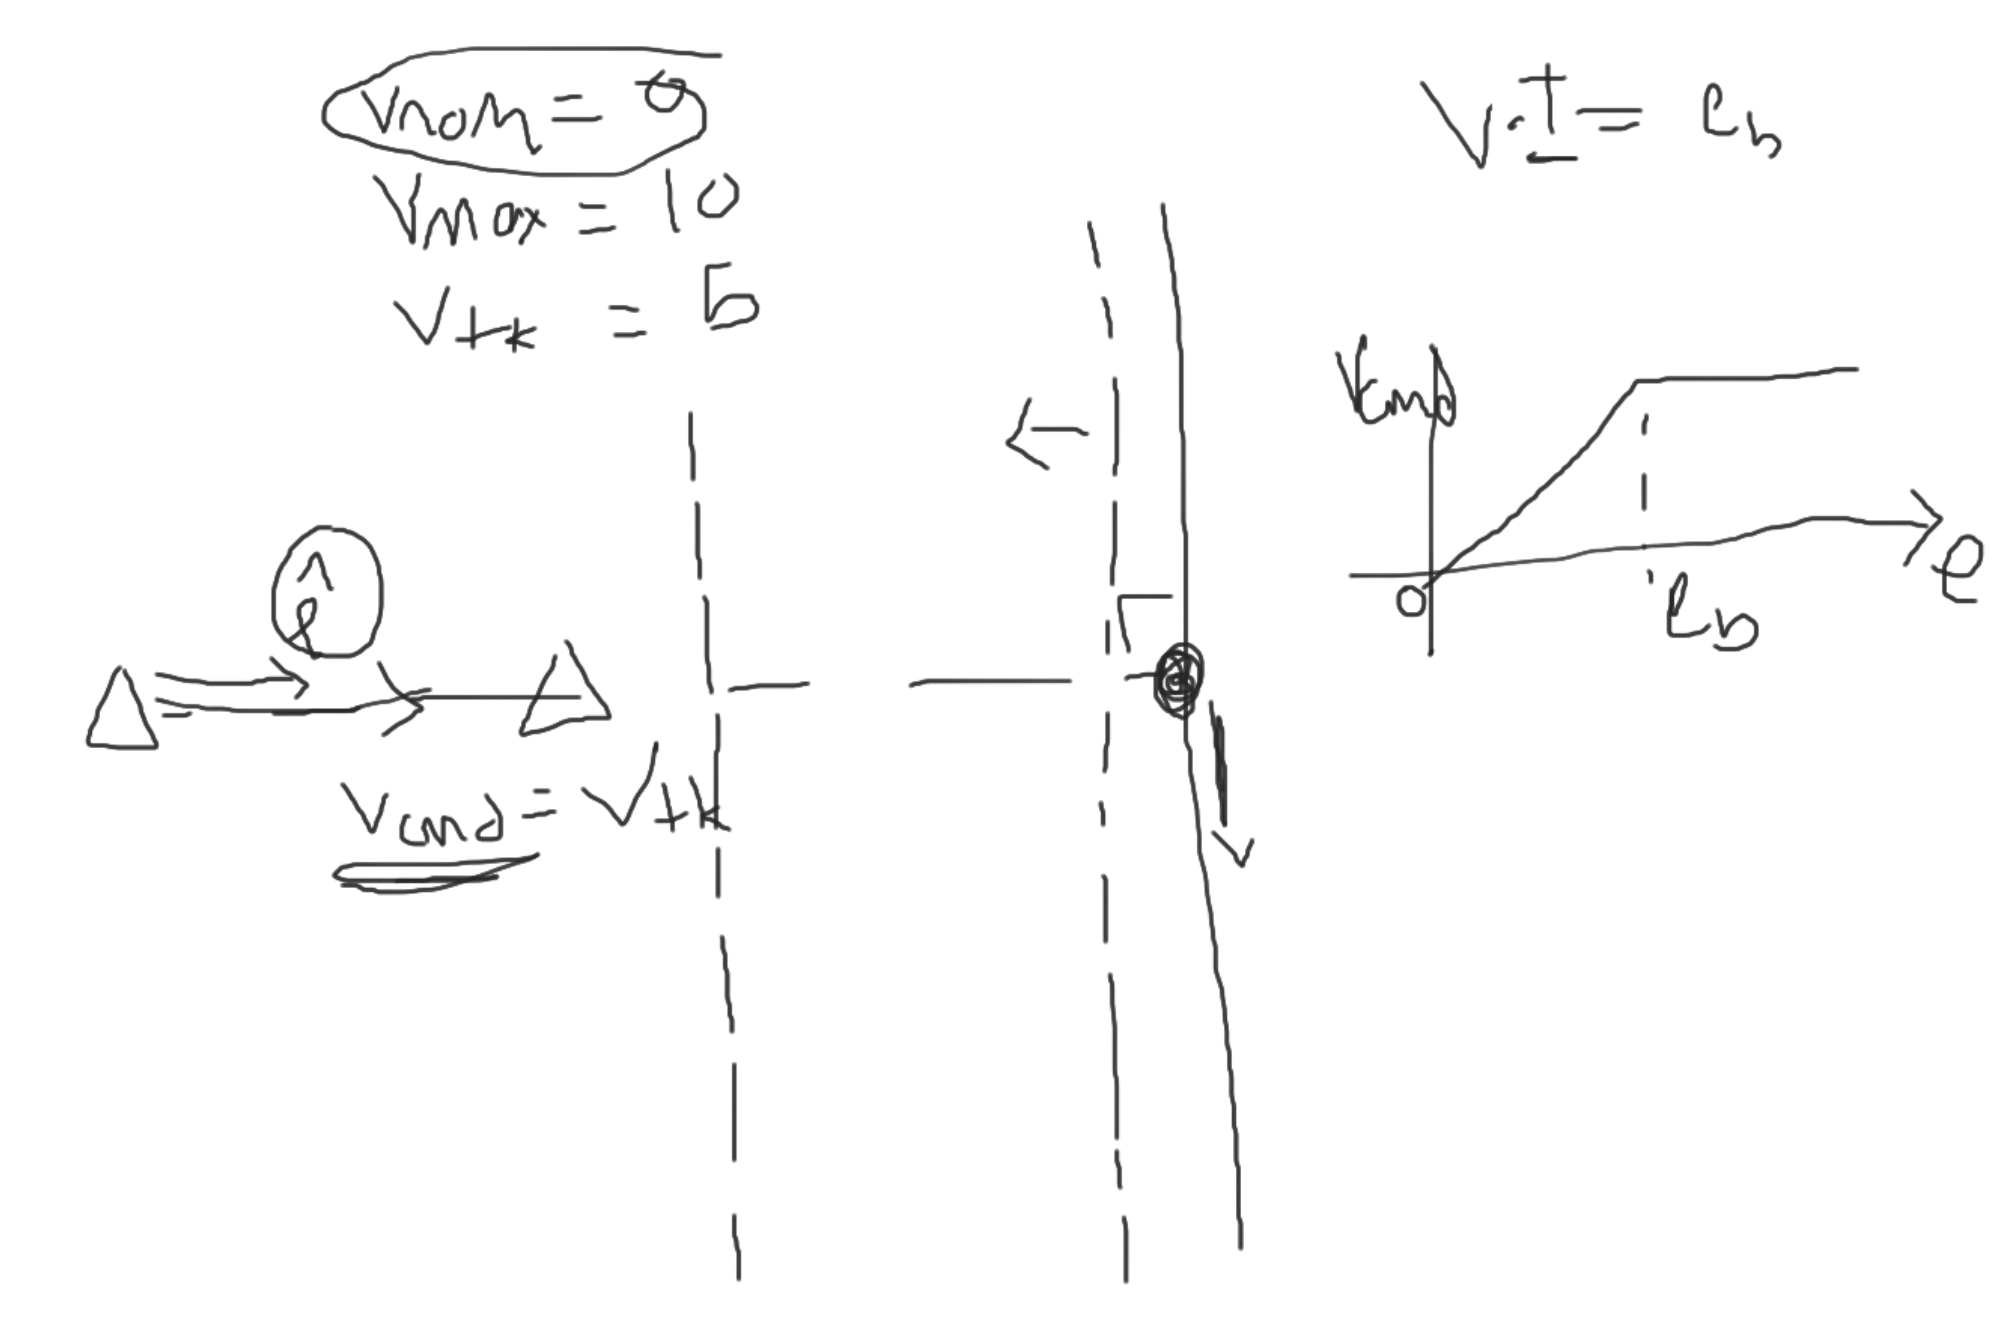 Vnom = 0
Vmax = 10
Vtk = 5
V·t = eb
Vcmd
0
eb
e
ê
Vcmd = Vtk